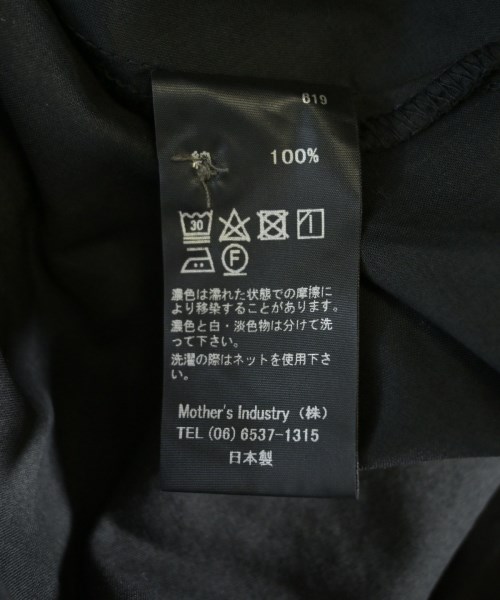 619
100%
30
F
濃色は濡れた状態での摩擦に
より移染することがあります。
濃色と白・淡色物は分けて洗
って下さい。
洗濯の際はネットを使用下さ
い。
Mother's Industry (株)
TEL (06) 6537-1315
日本製